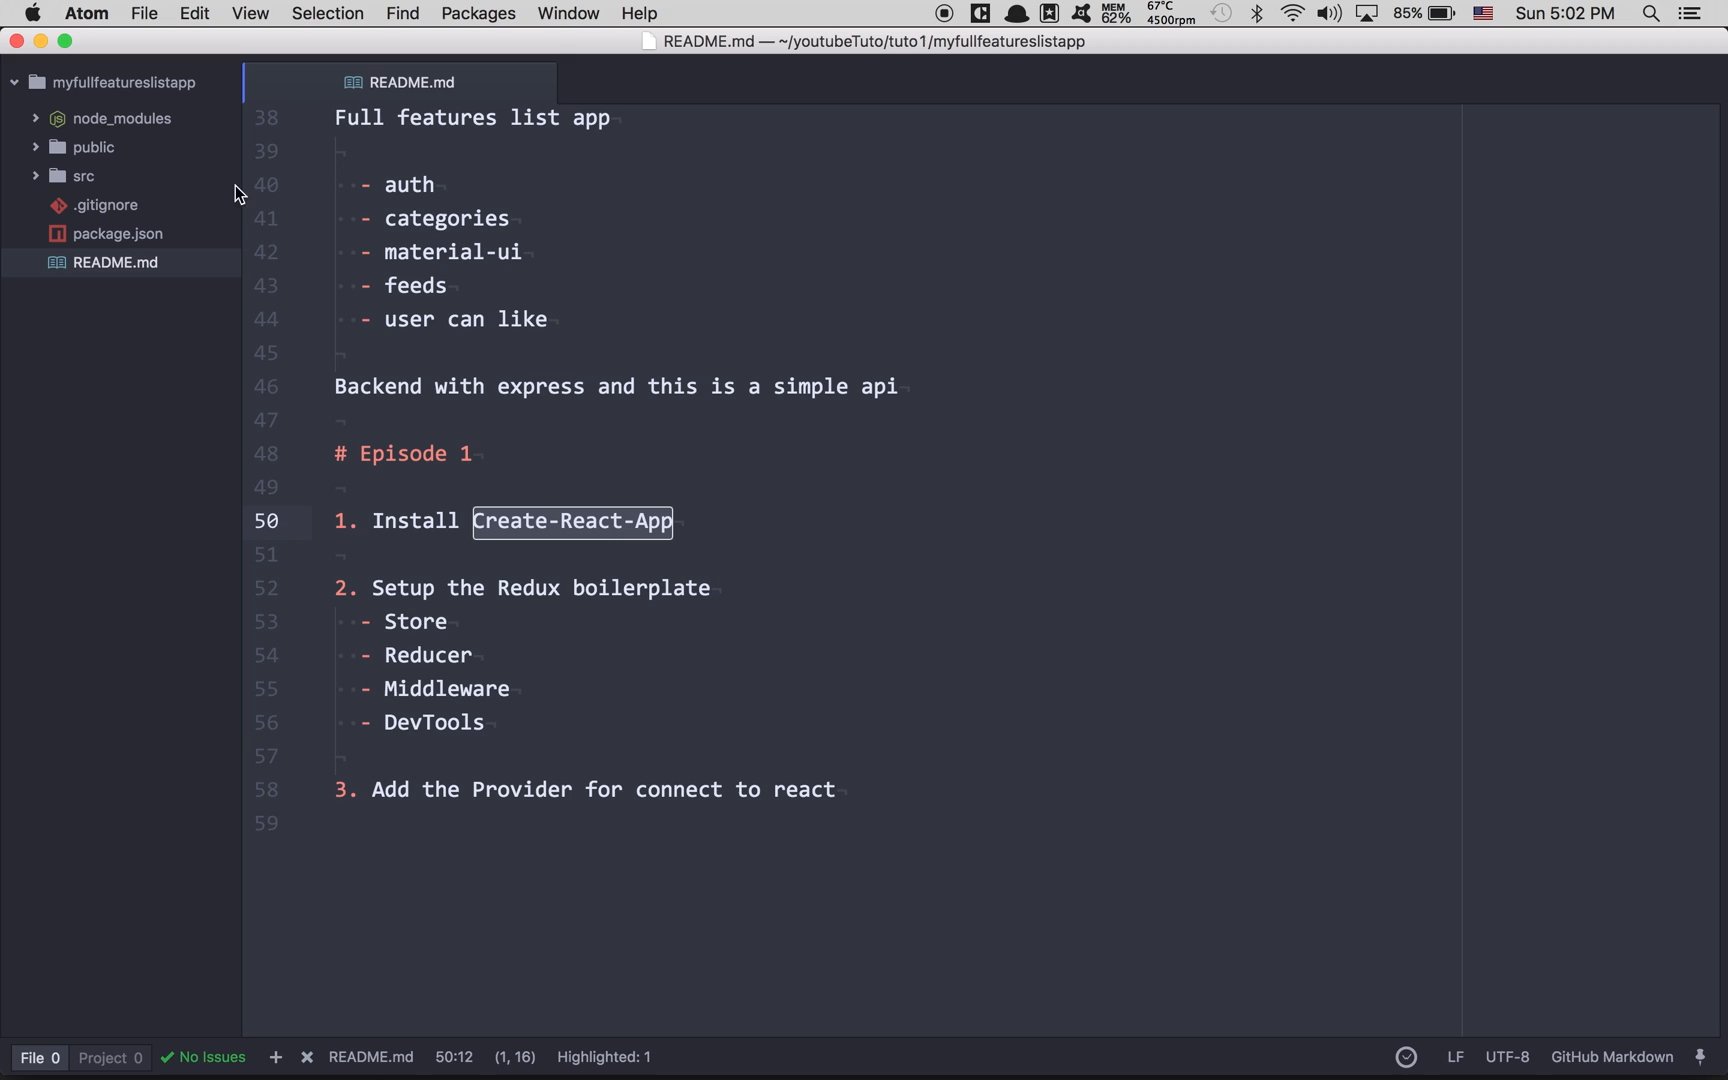 Atom File Edit View Selection Find Packages Window Help MEM 62% 67°C 4500rpm 85% Sun 5:02 PM
README.md — ~/youtubeTuto/tuto1/myfullfeatureslistapp
myfullfeatureslistapp
node_modules
public
src
.gitignore
package.json
README.md
README.md
38 Full features list app
39
40 - auth
41 - categories
42 - material-ui
43 - feeds
44 - user can like
45
46 Backend with express and this is a simple api
47
48 # Episode 1
49
50 1. Install Create-React-App
51
52 2. Setup the Redux boilerplate
53 - Store
54 - Reducer
55 - Middleware
56 - DevTools
57
58 3. Add the Provider for connect to react
59
File 0 Project 0 No Issues README.md 50:12 (1, 16) Highlighted: 1 LF UTF-8 GitHub Markdown